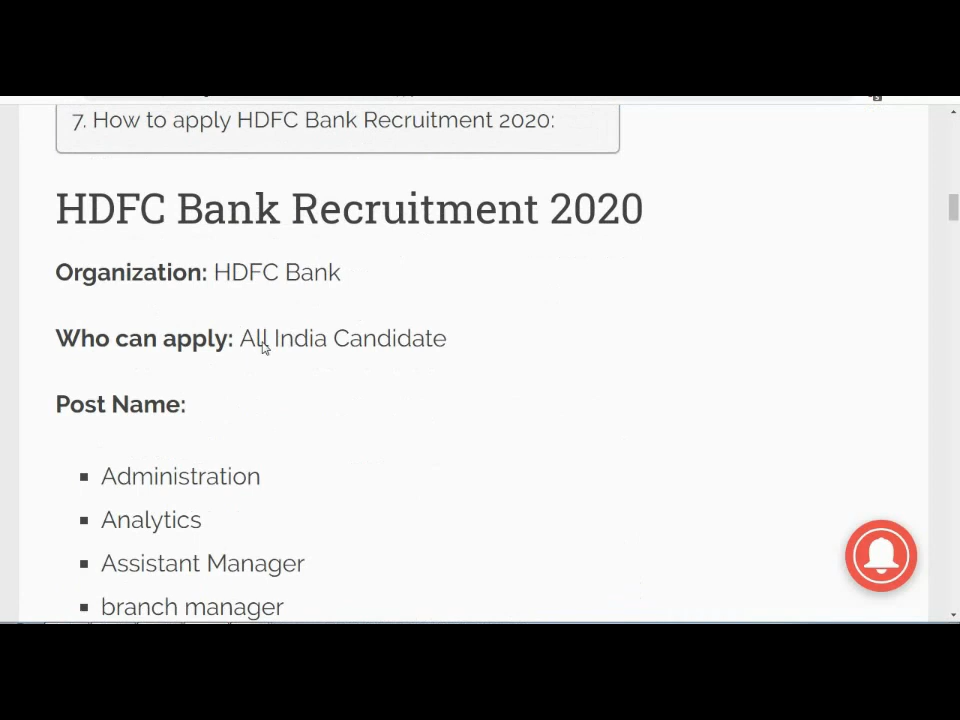 7. How to apply HDFC Bank Recruitment 2020:
HDFC Bank Recruitment 2020
Organization: HDFC Bank
Who can apply: All India Candidate
Post Name:
Administration
Analytics
Assistant Manager
branch manager